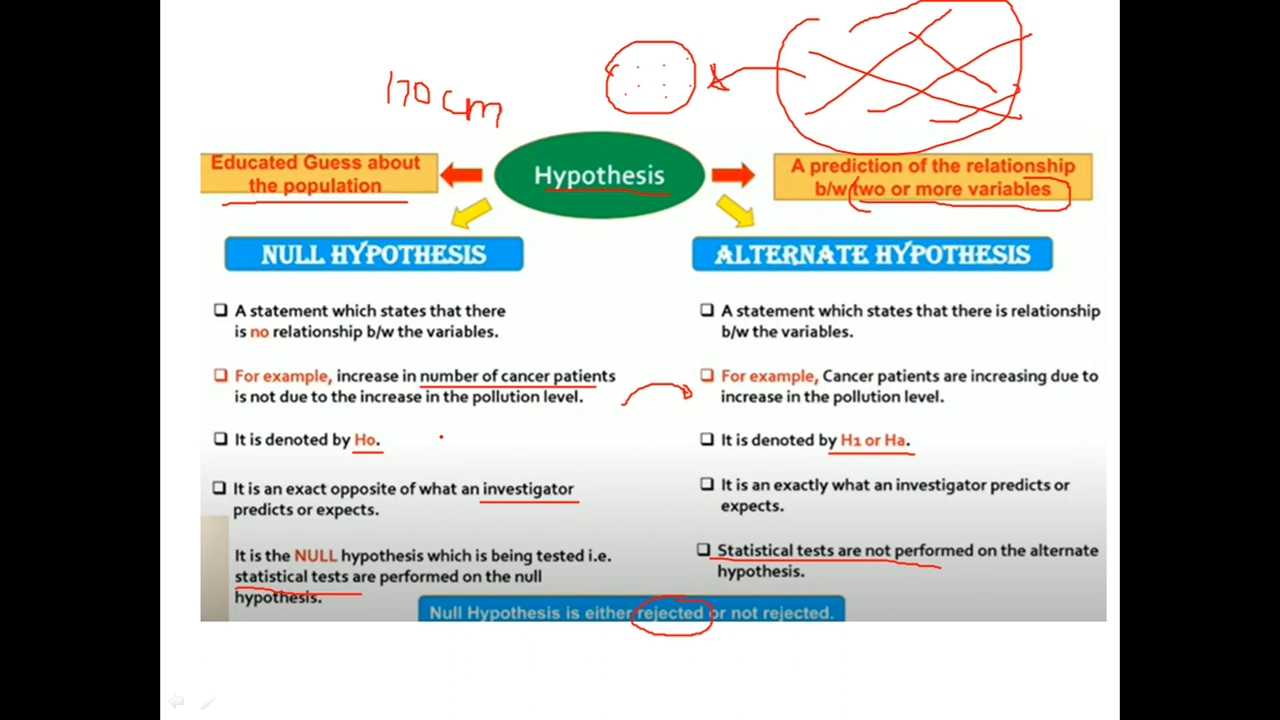 170 cm
Educated Guess about
the population
Hypothesis
A prediction of the relationship
b/w two or more variables
NULL HYPOTHESIS
A statement which states that there
is no relationship b/w the variables.
For example, increase in number of cancer patients
is not due to the increase in the pollution level.
It is denoted by Ho.
It is an exact opposite of what an investigator
predicts or expects.
It is the NULL hypothesis which is being tested i.e.
statistical tests are performed on the null
hypothesis.
ALTERNATE HYPOTHESIS
A statement which states that there is relationship
b/w the variables.
For example, Cancer patients are increasing due to
increase in the pollution level.
It is denoted by H1 or Ha.
It is an exactly what an investigator predicts or
expects.
Statistical tests are not performed on the alternate
hypothesis.
Null Hypothesis is either rejected or not rejected.